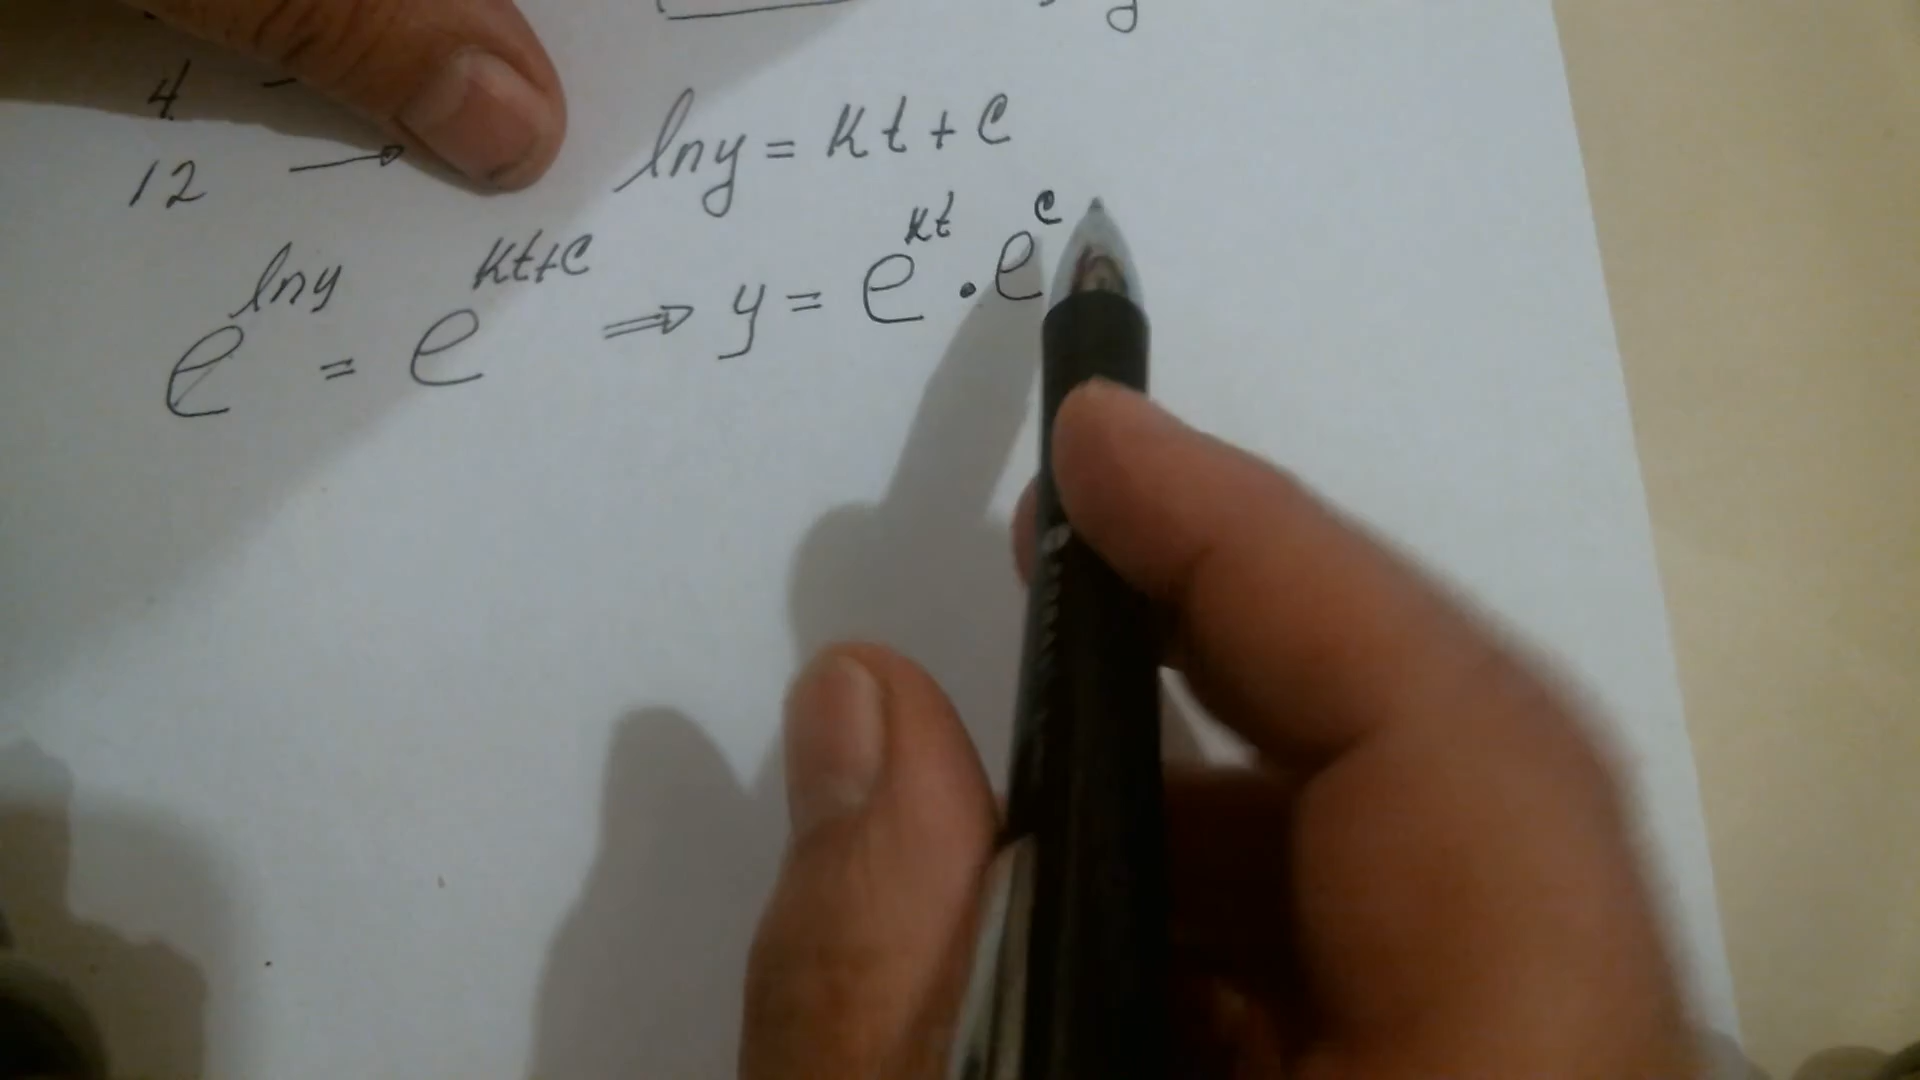 4 -
12 →
ln y = kt + c
e^{ln y} = e^{kt+c} ⇒ y = e^{kt} · e^{c}